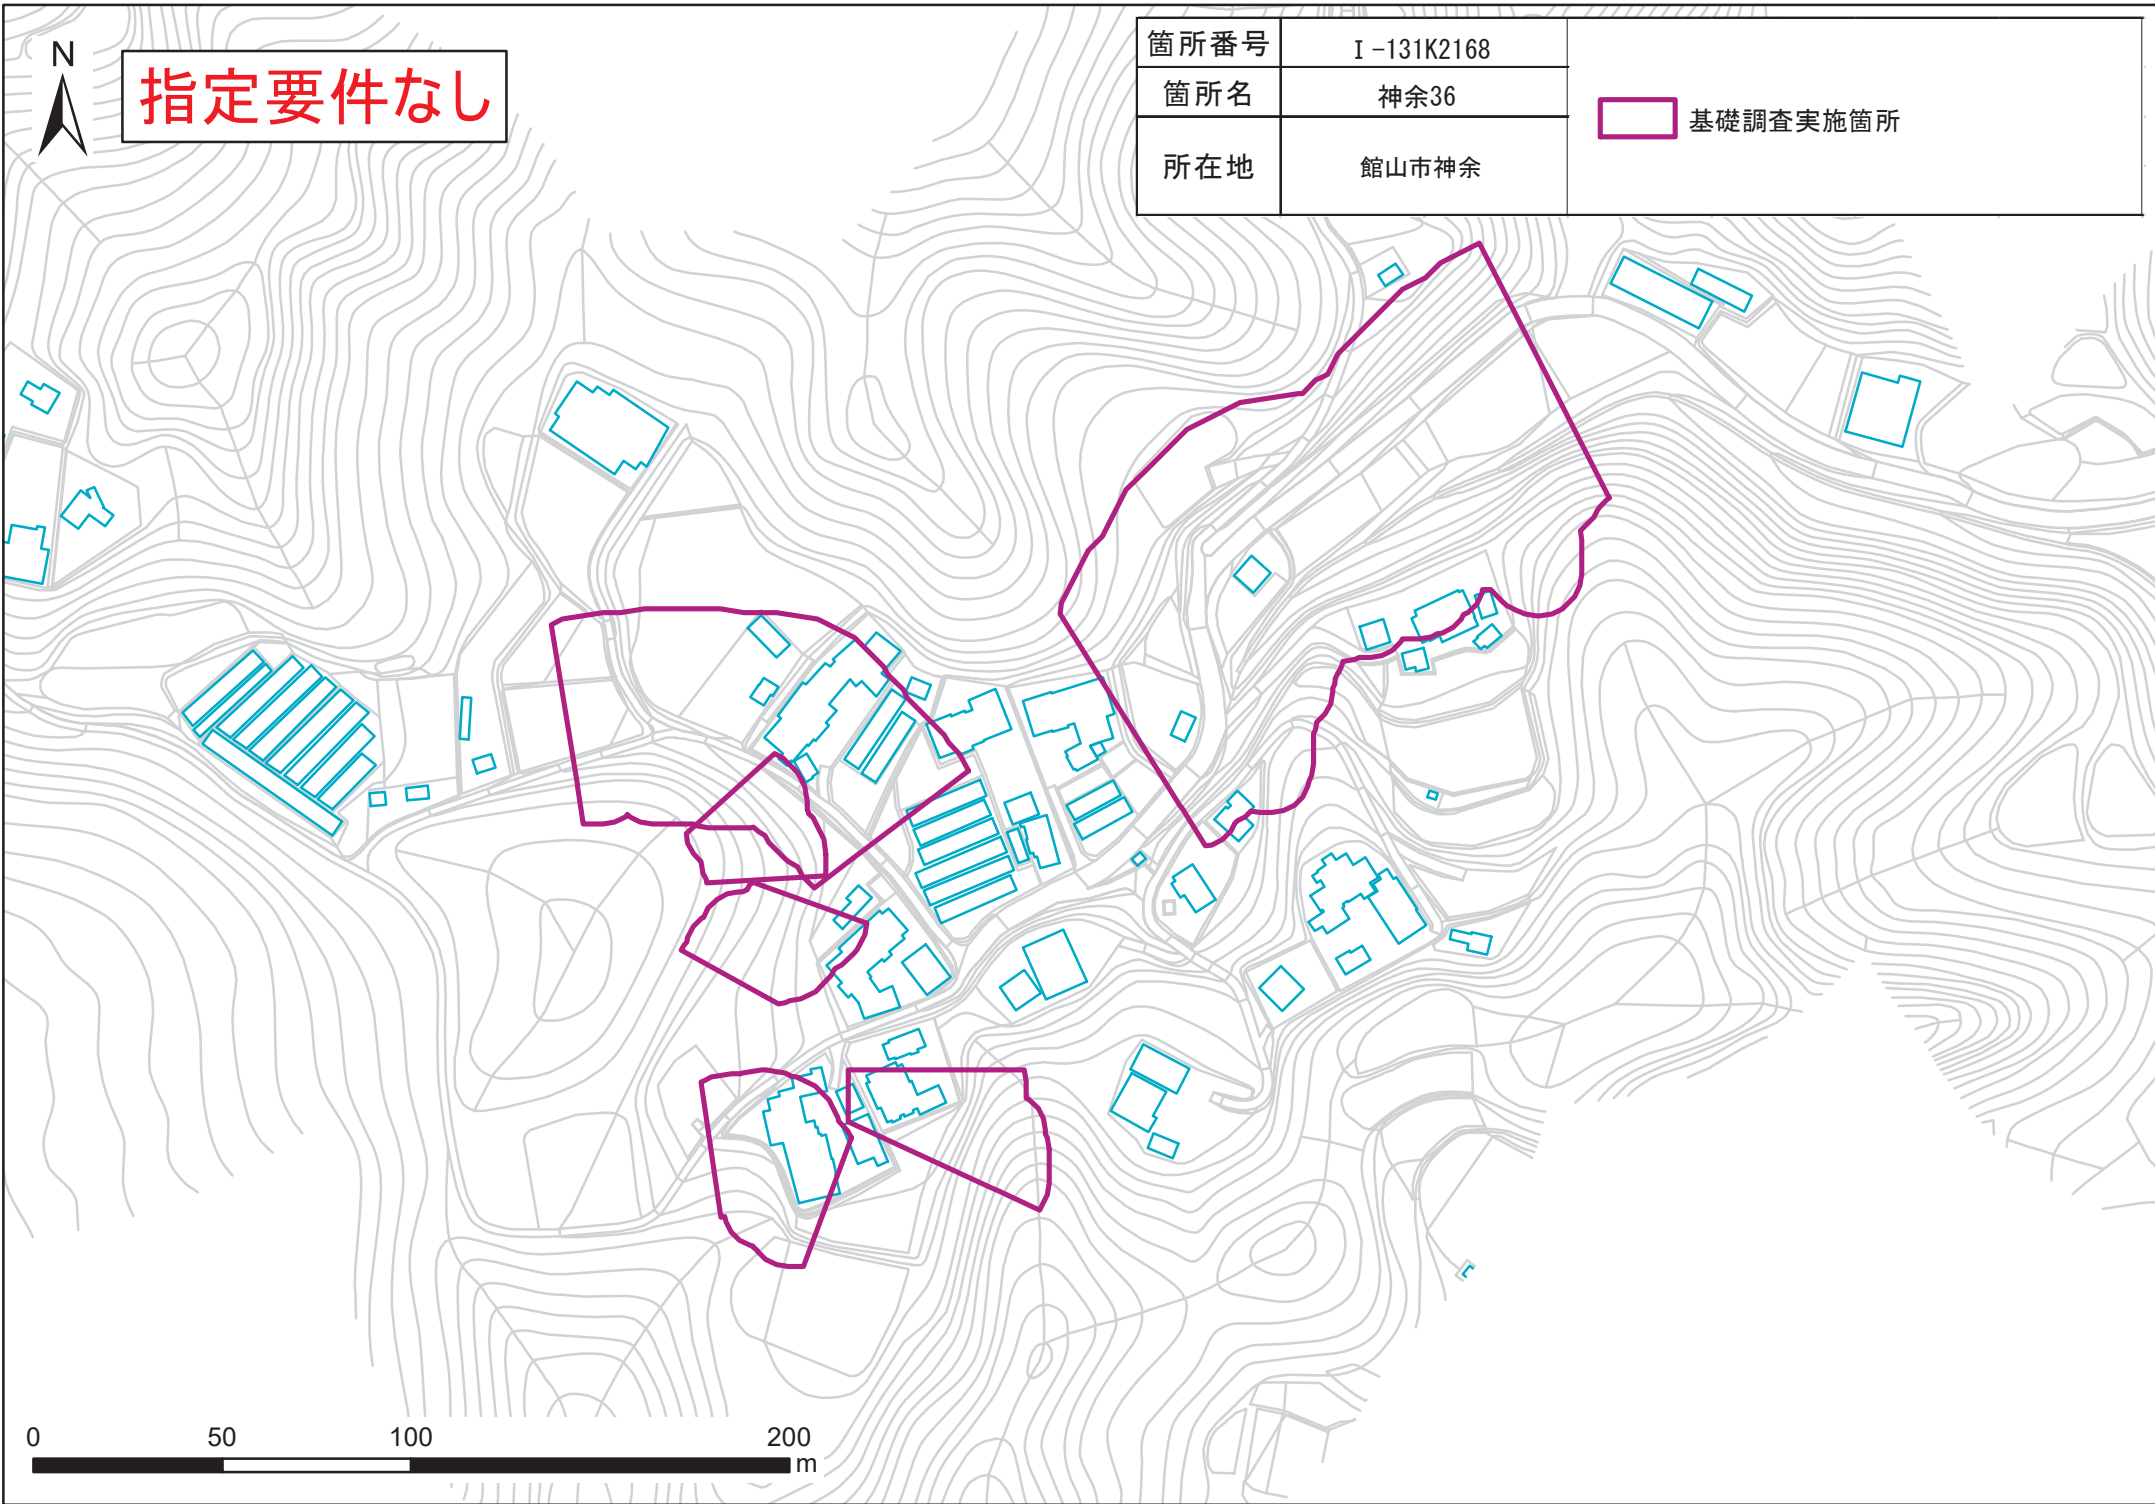 N
指定要件なし
箇所番号 Ⅰ-131K2168
箇所名 神余36
所在地 館山市神余
基礎調査実施箇所
0 50 100 200
m